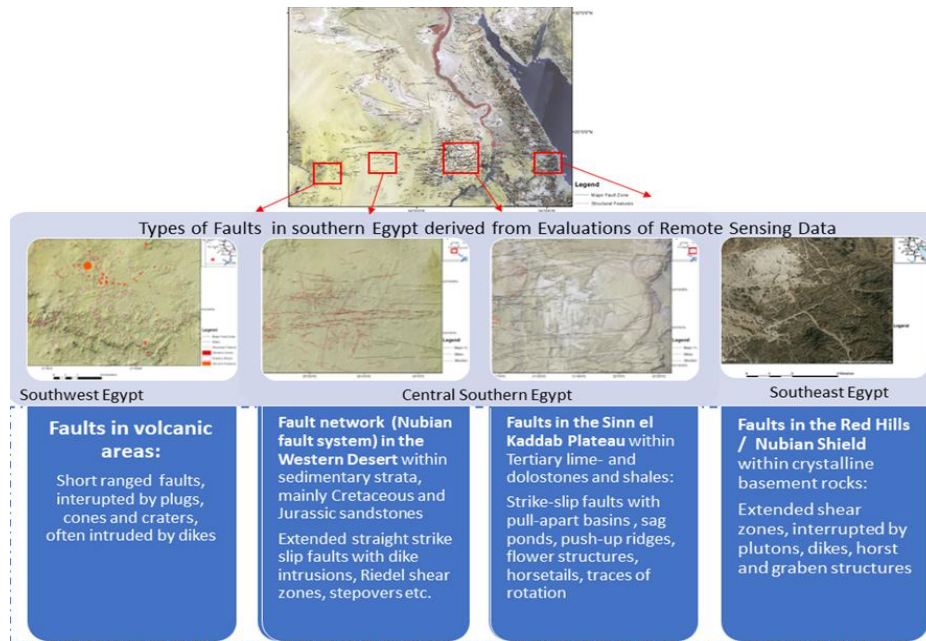 Legend
Major Fault Zone
Structural Features
Types of Faults in southern Egypt derived from Evaluations of Remote Sensing Data
Legend
Legend
Legend
Legend
Southwest Egypt
Central Southern Egypt
Southeast Egypt
Faults in volcanic
areas:
Short ranged faults,
interupted by plugs,
cones and craters,
often intruded by dikes
Fault network (Nubian
fault system) in the
Western Desert within
sedimentary strata,
mainly Cretaceous and
Jurassic sandstones
Extended straight strike
slip faults with dike
intrusions, Riedel shear
zones, stepovers etc.
Faults in the Sinn el
Kaddab Plateau within
Tertiary lime- and
dolostones and shales:
Strike-slip faults with
pull-apart basins , sag
ponds, push-up ridges,
flower structures,
horsetails, traces of
rotation
Faults in the Red Hills
/ Nubian Shield
within crystalline
basement rocks:
Extended shear
zones, interrupted by
plutons, dikes, horst
and graben structures